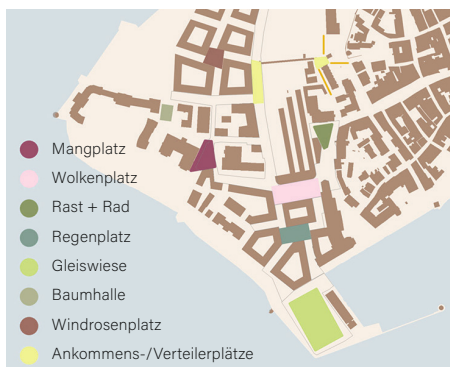 Mangplatz
Wolkenplatz
Rast + Rad
Regenplatz
Gleiswiese
Baumhalle
Windrosenplatz
Ankommens-/Verteilerplätze